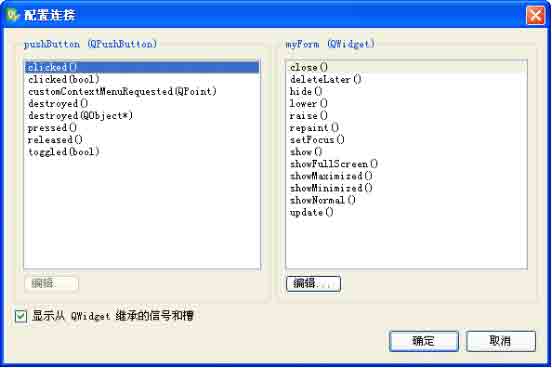 配置连接
pushButton (QPushButton)
clicked()
clicked(bool)
customContextMenuRequested(QPoint)
destroyed()
destroyed(QObject*)
pressed()
released()
toggled(bool)
编辑...
myForm (QWidget)
close()
deleteLater()
hide()
lower()
raise()
repaint()
setFocus()
show()
showFullScreen()
showMaximized()
showMinimized()
showNormal()
update()
编辑...
显示从 QWidget 继承的信号和槽
确定
取消